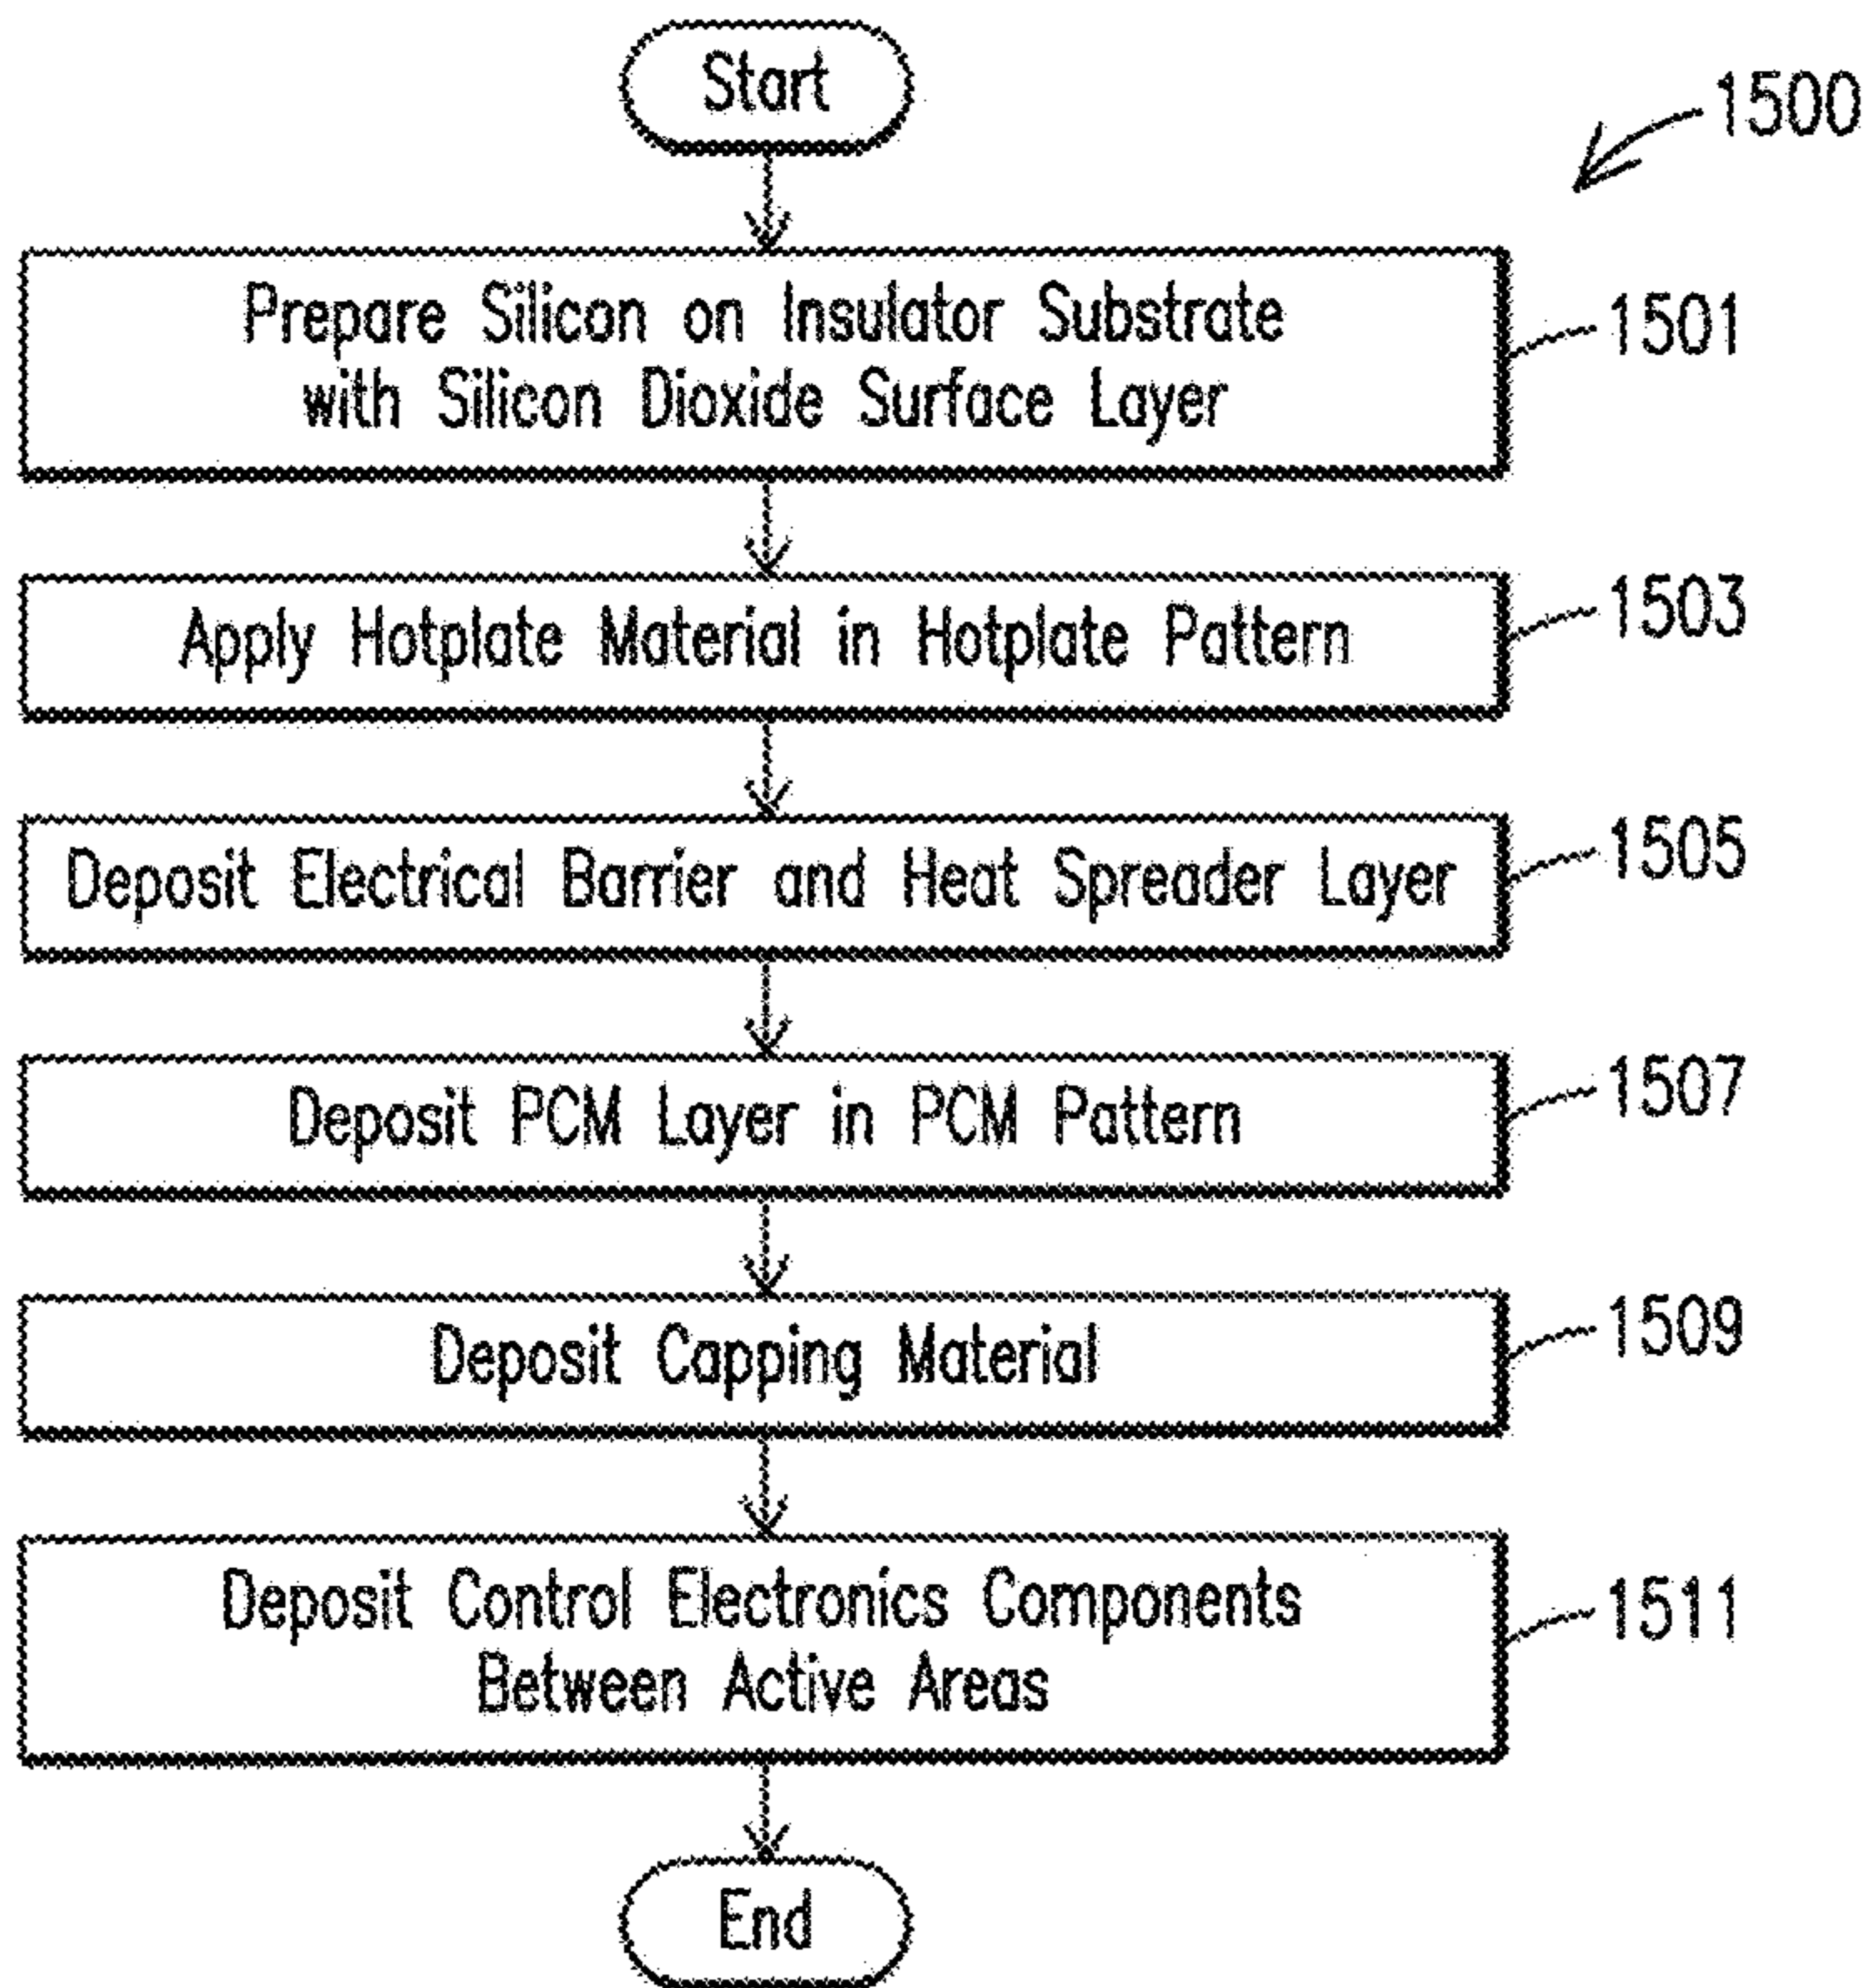 Start
1500
Prepare Silicon on Insulator Substrate
with Silicon Dioxide Surface Layer
1501
Apply Hotplate Material in Hotplate Pattern
1503
Deposit Electrical Barrier and Heat Spreader Layer
1505
Deposit PCM Layer in PCM Pattern
1507
Deposit Capping Material
1509
Deposit Control Electronics Components
Between Active Areas
1511
End